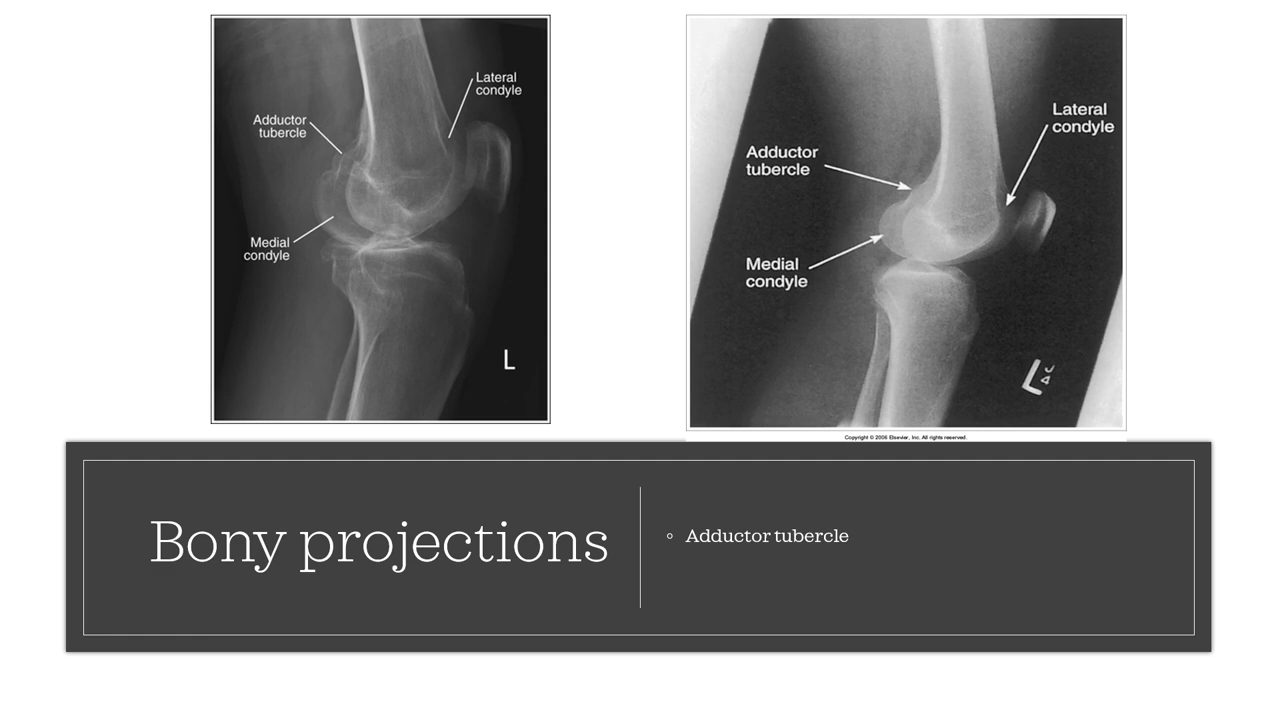 Lateral
condyle
Adductor
tubercle
Medial
condyle
L
Lateral
condyle
Adductor
tubercle
Medial
condyle
L
Copyright © 2006 Elsevier, Inc. All rights reserved.
Bony projections
◦ Adductor tubercle